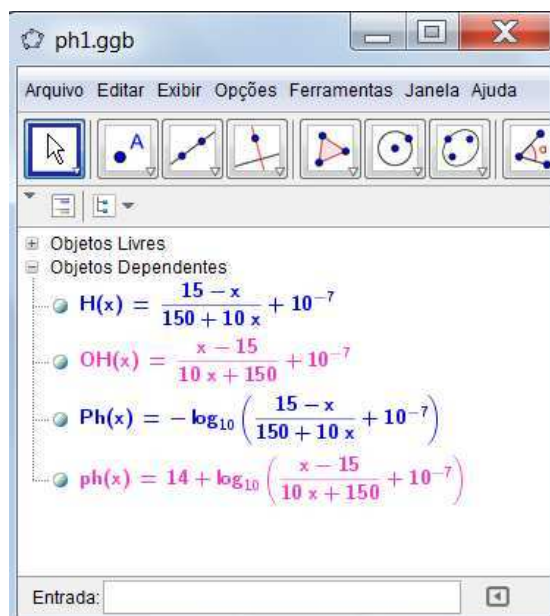 ph1.ggb
Arquivo Editar Exibir Opções Ferramentas Janela Ajuda
A
α
Objetos Livres
Objetos Dependentes
H(x) = (15 − x)/(150 + 10 x) + 10⁻⁷
OH(x) = (x − 15)/(10 x + 150) + 10⁻⁷
Ph(x) = − log₁₀ ((15 − x)/(150 + 10 x) + 10⁻⁷)
ph(x) = 14 + log₁₀ ((x − 15)/(10 x + 150) + 10⁻⁷)
Entrada: